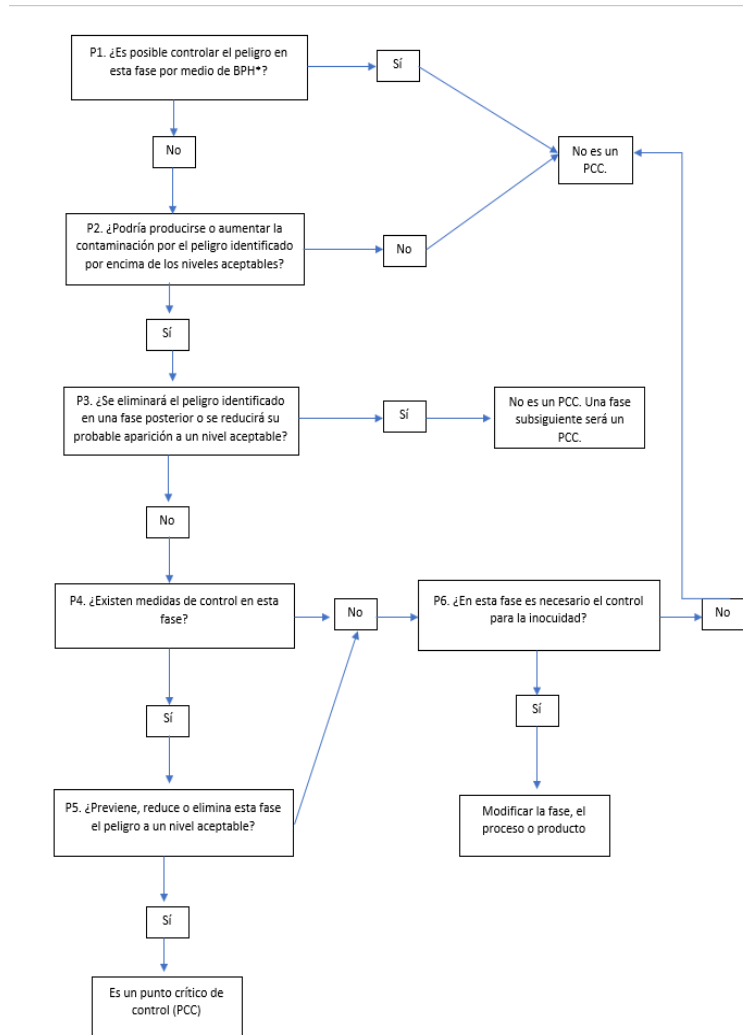 P1. ¿Es posible controlar el peligro en
esta fase por medio de BPH*?
Sí
No
No es un
PCC.
P2. ¿Podría producirse o aumentar la
contaminación por el peligro identificado
por encima de los niveles aceptables?
No
Sí
P3. ¿Se eliminará el peligro identificado
en una fase posterior o se reducirá su
probable aparición a un nivel aceptable?
Sí
No es un PCC. Una fase
subsiguiente será un
PCC.
No
P4. ¿Existen medidas de control en esta
fase?
No
P6. ¿En esta fase es necesario el control
para la inocuidad?
No
Sí
Sí
P5. ¿Previene, reduce o elimina esta fase
el peligro a un nivel aceptable?
Modificar la fase, el
proceso o producto
Sí
Es un punto crítico de
control (PCC)